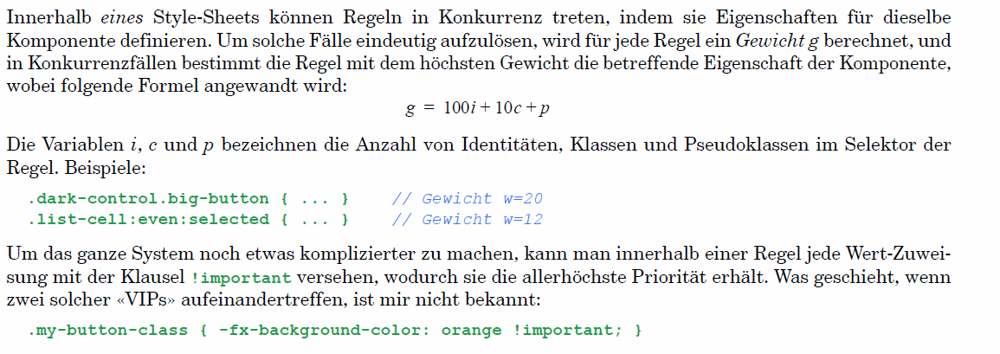 Innerhalb eines Style-Sheets können Regeln in Konkurrenz treten, indem sie Eigenschaften für dieselbe
Komponente definieren. Um solche Fälle eindeutig aufzulösen, wird für jede Regel ein Gewicht g berechnet, und
in Konkurrenzfällen bestimmt die Regel mit dem höchsten Gewicht die betreffende Eigenschaft der Komponente,
wobei folgende Formel angewandt wird:
g = 100i + 10c + p
Die Variablen i, c und p bezeichnen die Anzahl von Identitäten, Klassen und Pseudoklassen im Selektor der
Regel. Beispiele:
.dark-control.big-button { ... } // Gewicht w=20
.list-cell:even:selected { ... } // Gewicht w=12
Um das ganze System noch etwas komplizierter zu machen, kann man innerhalb einer Regel jede Wert-Zuwei-
sung mit der Klausel !important versehen, wodurch sie die allerhöchste Priorität erhält. Was geschieht, wenn
zwei solcher «VIPs» aufeinandertreffen, ist mir nicht bekannt:
.my-button-class { -fx-background-color: orange !important; }